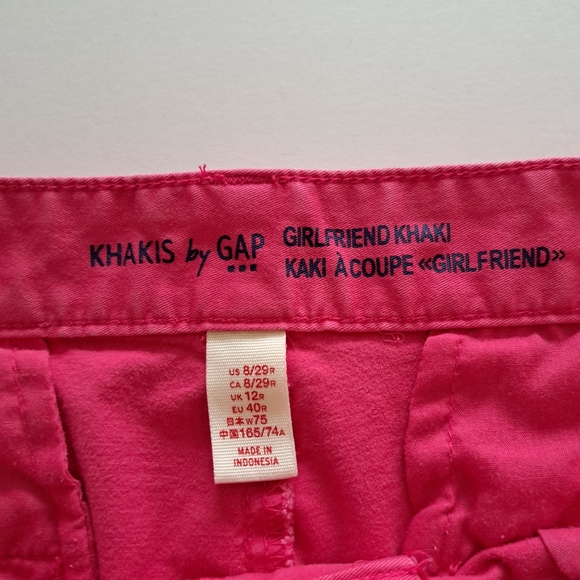 KHAKIS by GAP
GIRLFRIEND KHAKI
KAKI À COUPE «GIRLFRIEND»
US 8/29R
CA 8/29R
UK 12R
EU 40R
日本 W75
中国 165/74A
MADE IN
INDONESIA